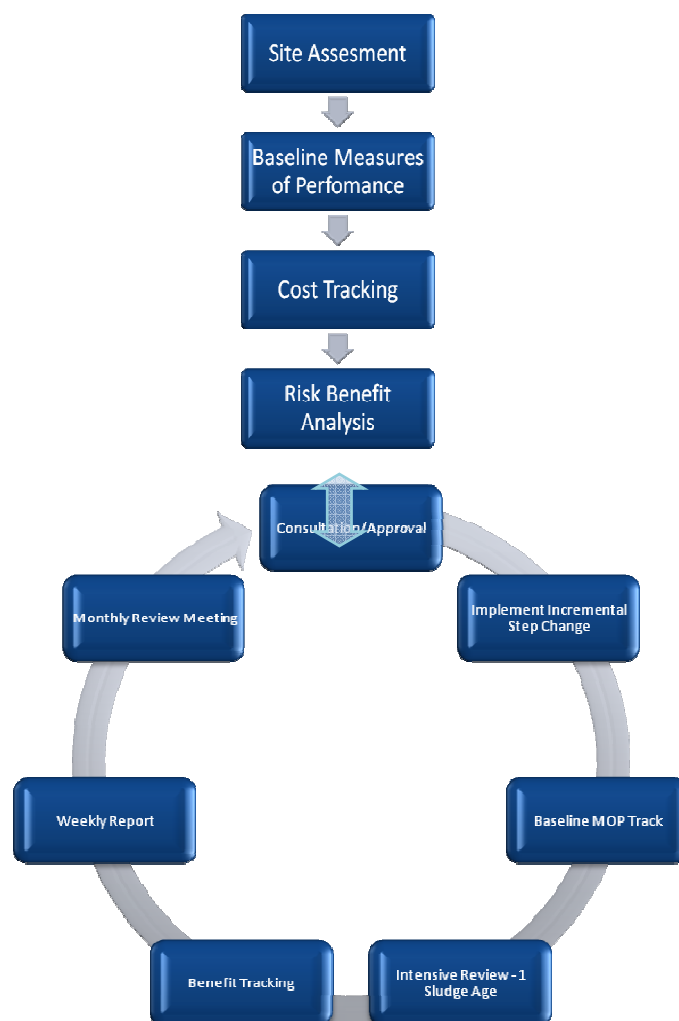 Site Assesment
Baseline Measures
of Perfomance
Cost Tracking
Risk Benefit
Analysis
Consultation/Approval
Implement Incremental
Step Change
Baseline MOP Track
Intensive Review - 1
Sludge Age
Benefit Tracking
Weekly Report
Monthly Review Meeting